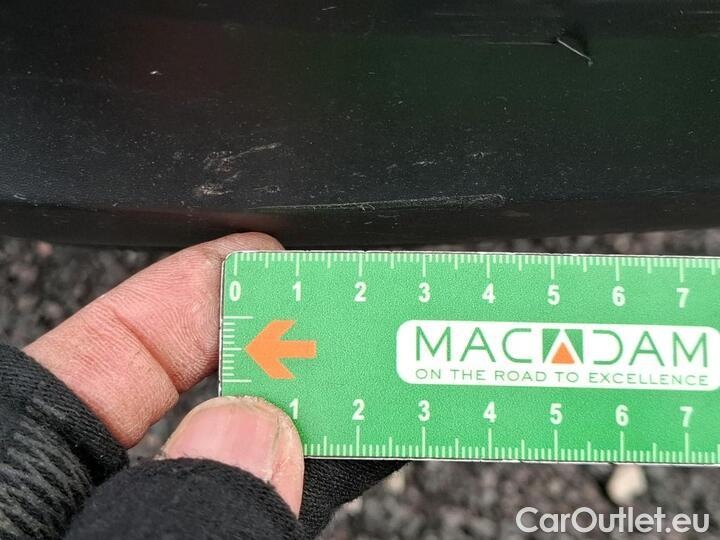 0 1 2 3 4 5 6 7
MACADAM
ON THE ROAD TO EXCELLENCE
1 2 3 4 5 6 7
CarOutlet.eu